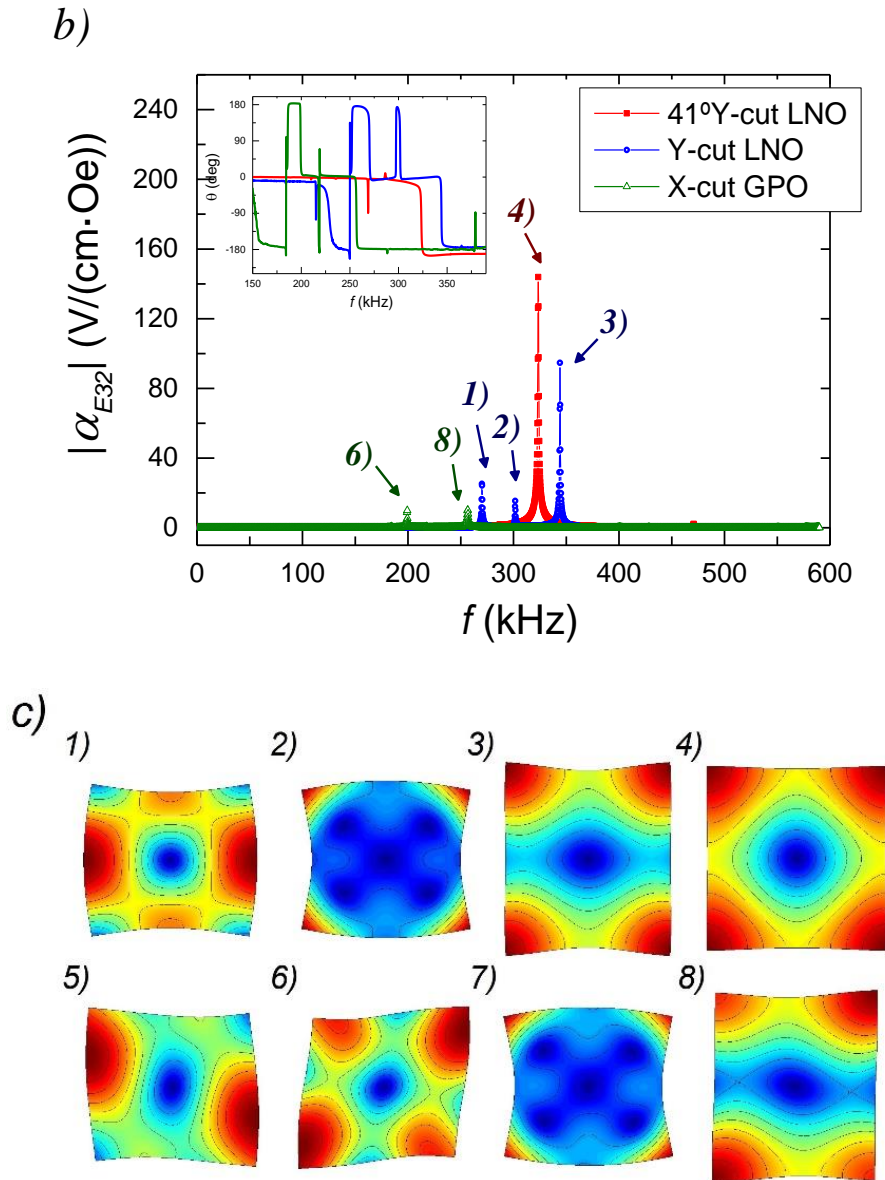 b)
|α_E32| (V/(cm·Oe))
240
200
160
120
80
40
0
0 100 200 300 400 500 600
f (kHz)
θ (deg)
180
90
0
-90
-180
150 200 250 300 350
f (kHz)
41ºY-cut LNO
Y-cut LNO
X-cut GPO
4)
3)
1)
2)
6)
8)
c)
1) 2) 3) 4)
5) 6) 7) 8)